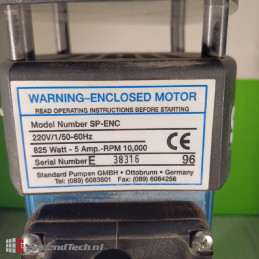 WARNING-ENCLOSED MOTOR
READ OPERATING INSTRUCTIONS BEFORE STARTING
Model Number SP-ENC
220V/1/50-60Hz
825 Watt - 5 Amp.-RPM 10,000
CE
Serial Number E 38316 96
Standard Pumpen GMBH • Ottobrunn • Germany
Tel: (089) 6083601 Fax: (089) 6084256